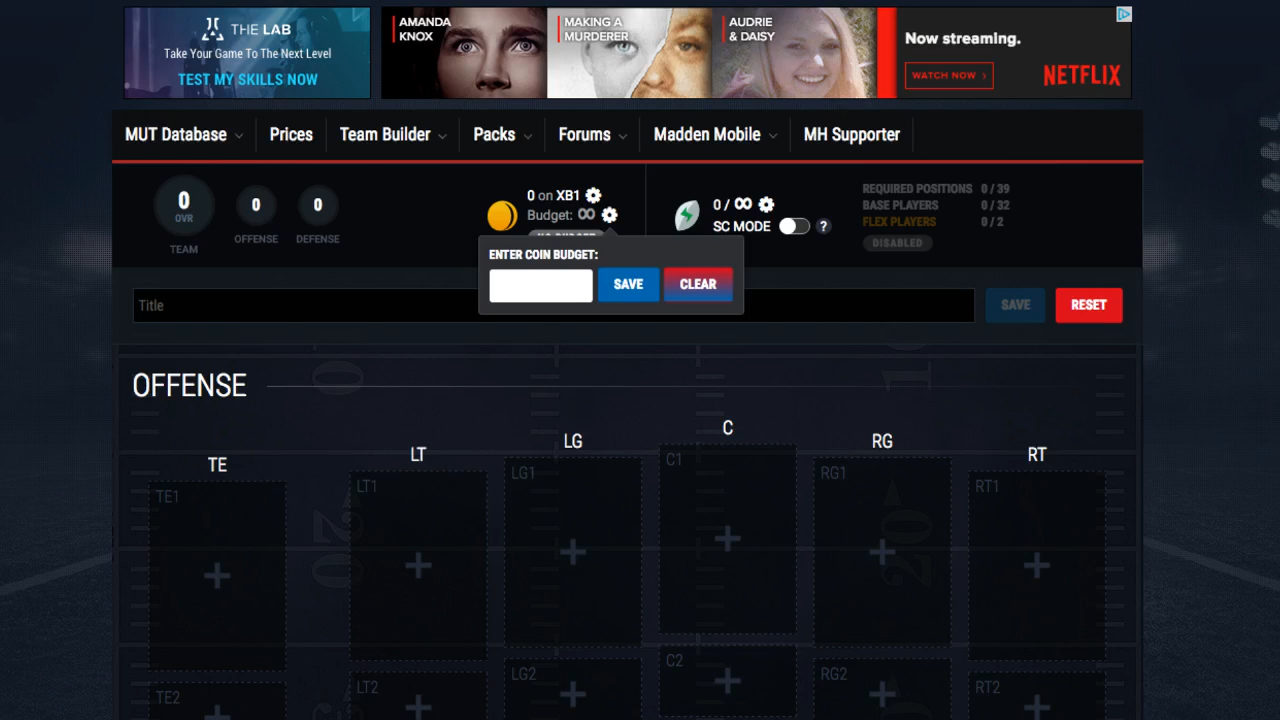 THE LAB
Take Your Game To The Next Level
TEST MY SKILLS NOW
AMANDA
KNOX
MAKING A
MURDERER
AUDRIE
& DAISY
Now streaming.
WATCH NOW
NETFLIX
MUT Database
Prices
Team Builder
Packs
Forums
Madden Mobile
MH Supporter
0
OVR
TEAM
0
OFFENSE
0
DEFENSE
0 on XB1
Budget: ∞
0 / ∞
SC MODE ?
REQUIRED POSITIONS 0 / 39
BASE PLAYERS 0 / 32
FLEX PLAYERS 0 / 2
DISABLED
ENTER COIN BUDGET:
SAVE
CLEAR
Title
SAVE
RESET
OFFENSE
TE
LT
LG
C
RG
RT
TE1
LT1
LG1
C1
RG1
RT1
TE2
LT2
LG2
C2
RG2
RT2